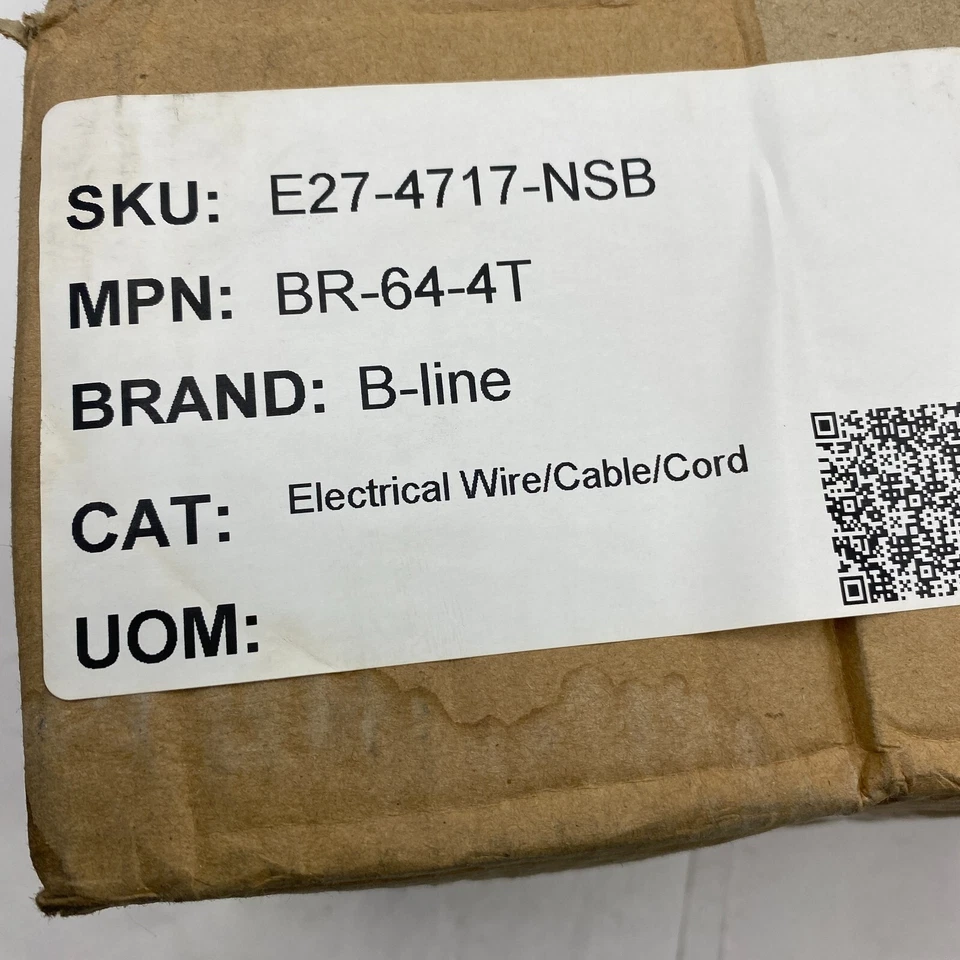 SKU: E27-4717-NSB
MPN: BR-64-4T
BRAND: B-line
CAT: Electrical Wire/Cable/Cord
UOM: